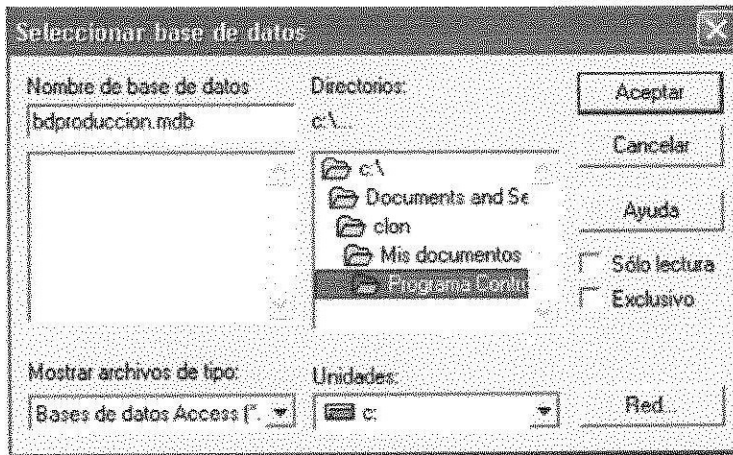 Seleccionar base de datos
Nombre de base de datos
bdproduccion.mdb
Directorios:
c:\...
c:\
Documents and Se
clon
Mis documentos
Programa
Aceptar
Cancelar
Ayuda
Sólo lectura
Exclusivo
Mostrar archivos de tipo:
Bases de datos Access (*.
Unidades:
c:
Red...